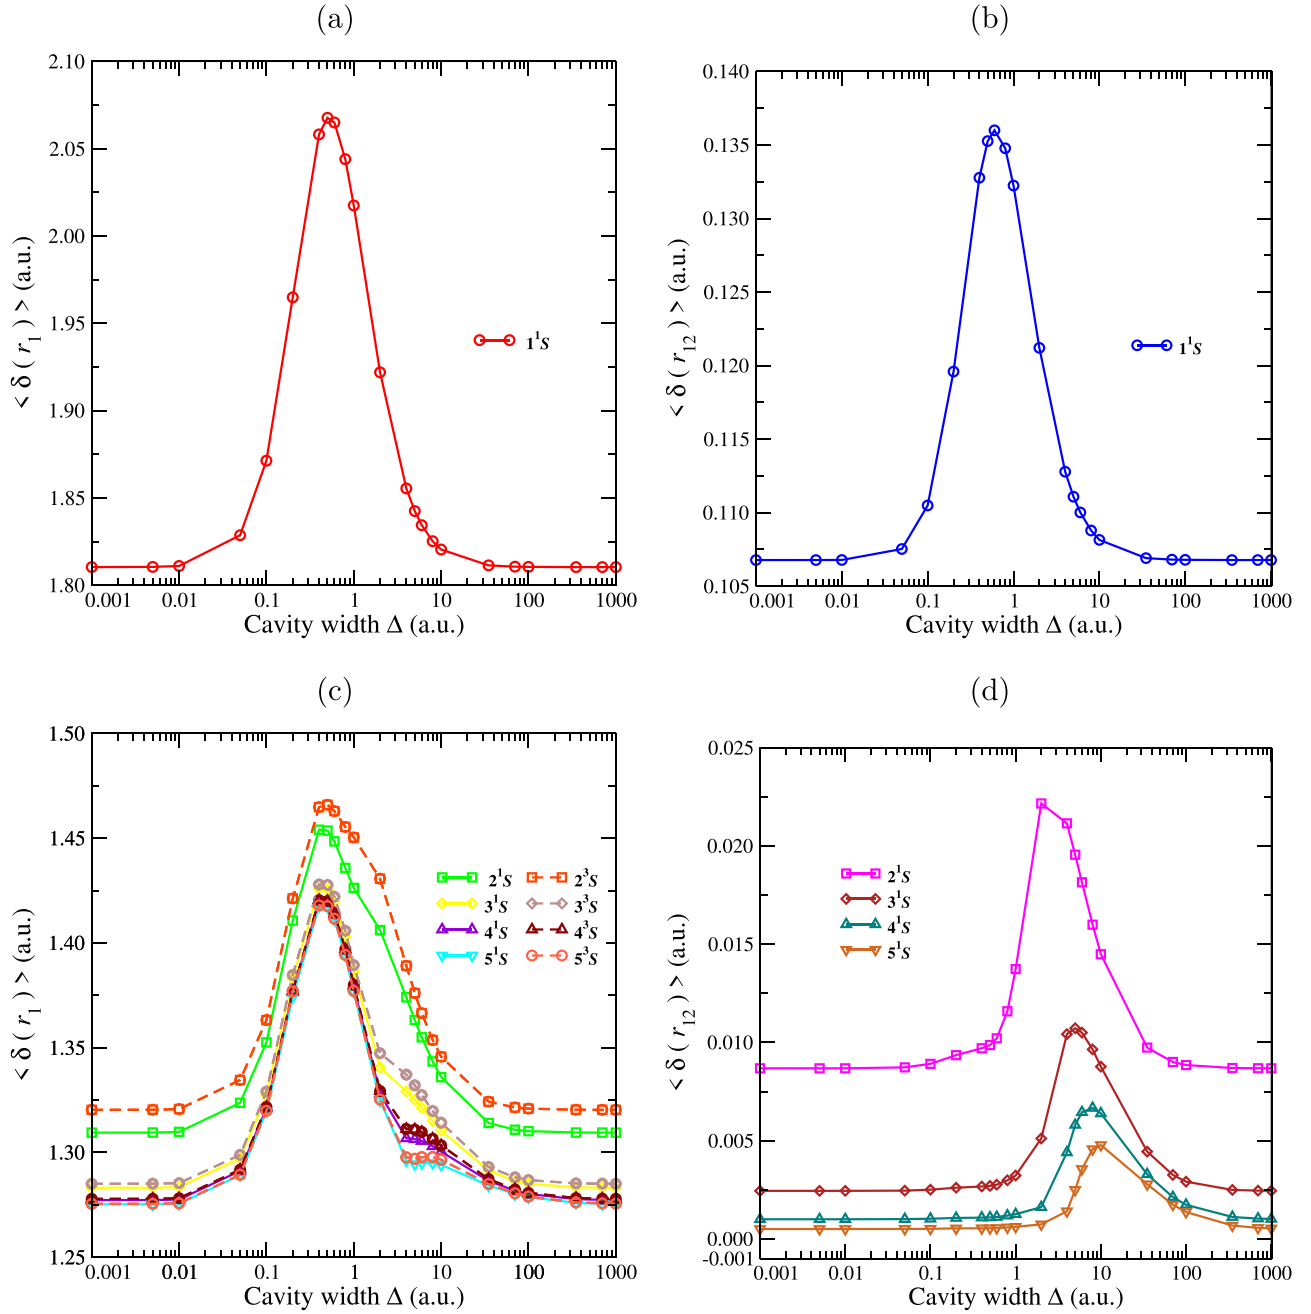 (a)
2.10
2.05
2.00
1.95
1.90
1.85
1.80
0.001 0.01 0.1 1 10 100 1000
< δ ( r₁ ) > (a.u.)
Cavity width Δ (a.u.)
1¹S
(b)
0.140
0.135
0.130
0.125
0.120
0.115
0.110
0.105
0.001 0.01 0.1 1 10 100 1000
< δ ( r₁₂ ) > (a.u.)
Cavity width Δ (a.u.)
1¹S
(c)
1.50
1.45
1.40
1.35
1.30
1.25
0.001 0.01 0.1 1 10 100 1000
< δ ( r₁ ) > (a.u.)
Cavity width Δ (a.u.)
2¹S 2³S
3¹S 3³S
4¹S 4³S
5¹S 5³S
(d)
0.025
0.020
0.015
0.010
0.005
0.000
-0.001
0.001 0.01 0.1 1 10 100 1000
< δ ( r₁₂ ) > (a.u.)
Cavity width Δ (a.u.)
2¹S
3¹S
4¹S
5¹S